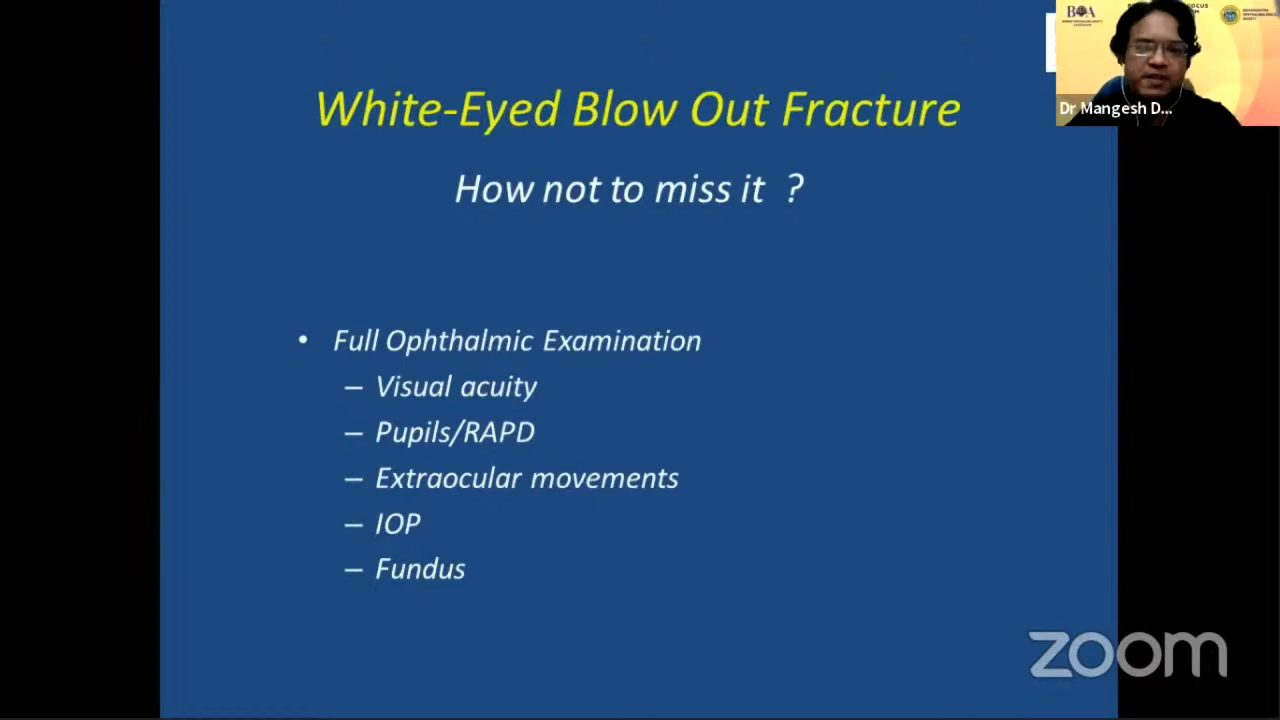 White-Eyed Blow Out Fracture
How not to miss it ?
• Full Ophthalmic Examination
– Visual acuity
– Pupils/RAPD
– Extraocular movements
– IOP
– Fundus
Dr Mangesh D...
zoom